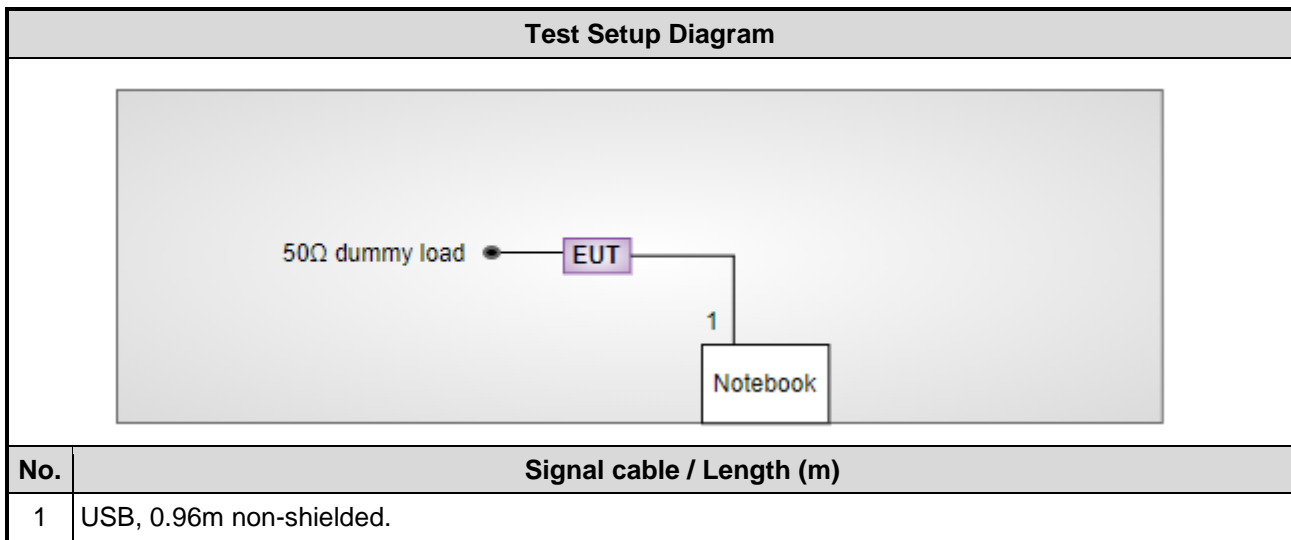 Test Setup Diagram
50Ω dummy load
EUT
1
Notebook
No. Signal cable / Length (m)
1 USB, 0.96m non-shielded.